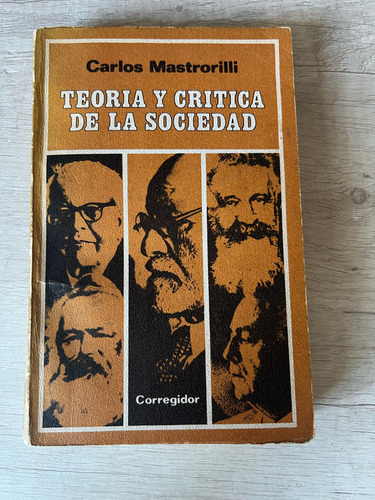 Carlos Mastrorilli
TEORIA Y CRITICA
DE LA SOCIEDAD
Corregidor